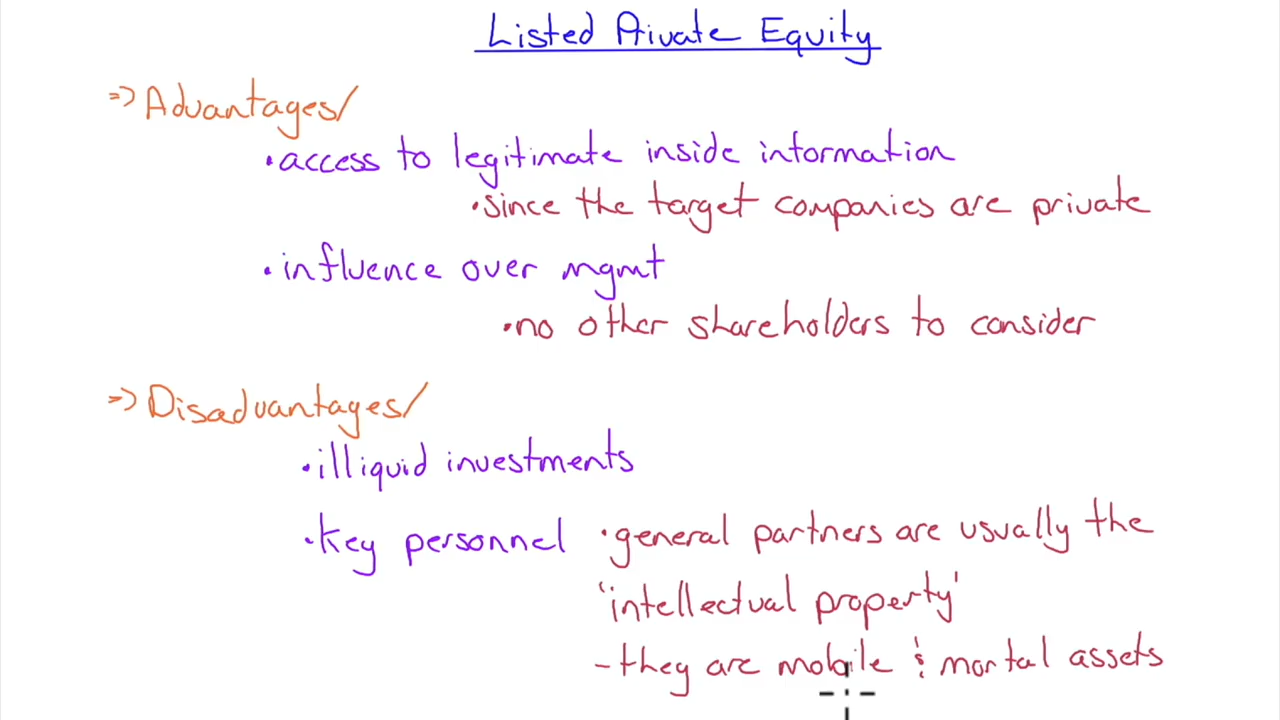 Listed Private Equity
⇒ Advantages/
• access to legitimate inside information
• since the target companies are private
• influence over mgmt
• no other shareholders to consider
⇒ Disadvantages/
• illiquid investments
• key personnel • general partners are usually the
'intellectual property'
- they are mobile & mortal assets